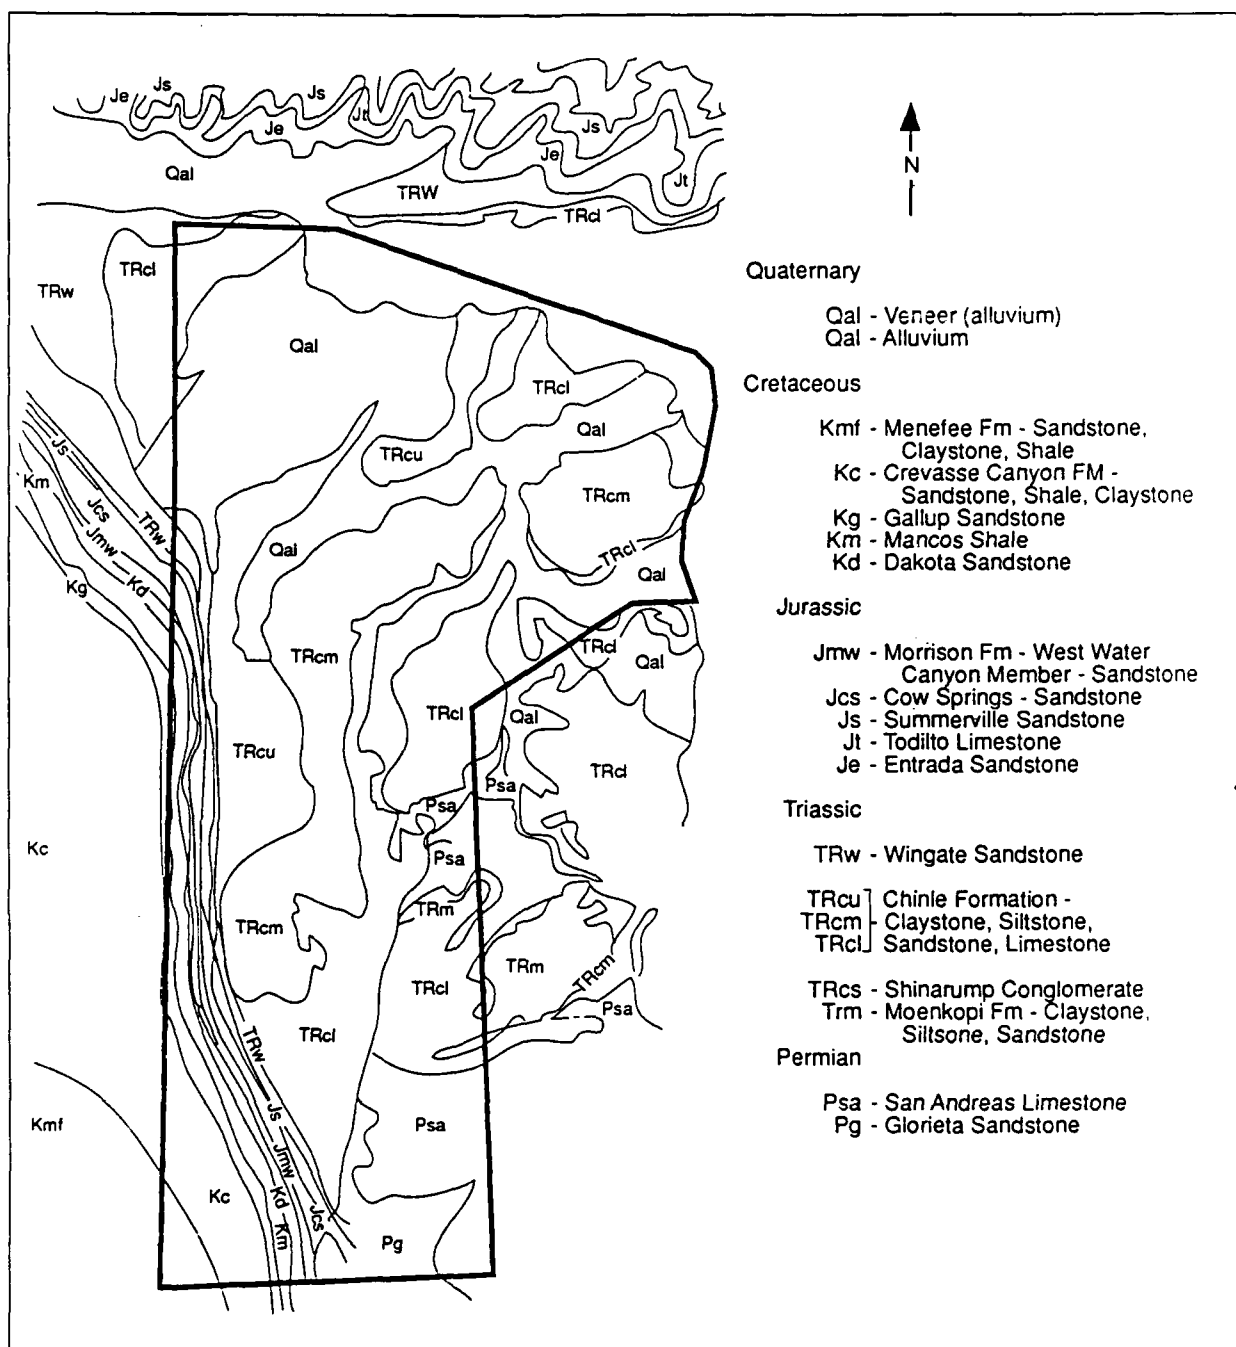 Js
Je
Js
Jt
Je
Js
Je
Jt
Qal
TRW
TRcl
N
TRcl
TRw
Qal
TRcl
Qal
TRcu
TRcm
Js
Km
Jcs
TRw
Jmw
Qal
TRcl
Kd
Kg
Qal
TRcm
TRcl
Qal
TRcl
Qal
TRcu
TRcl
Psa
Psa
Kc
Psa
TRm
TRcm
TRm
TRcm
TRcl
Psa
TRcl
TRw
Js
Kmf
Psa
Jmw
Kc
Kd
Jcs
Km
Pg
Quaternary
Qal - Veneer (alluvium)
Qal - Alluvium
Cretaceous
Kmf - Menefee Fm - Sandstone,
Claystone, Shale
Kc - Crevasse Canyon FM -
Sandstone, Shale, Claystone
Kg - Gallup Sandstone
Km - Mancos Shale
Kd - Dakota Sandstone
Jurassic
Jmw - Morrison Fm - West Water
Canyon Member - Sandstone
Jcs - Cow Springs - Sandstone
Js - Summerville Sandstone
Jt - Todilto Limestone
Je - Entrada Sandstone
Triassic
TRw - Wingate Sandstone
TRcu Chinle Formation -
TRcm - Claystone, Siltstone,
TRcl Sandstone, Limestone
TRcs - Shinarump Conglomerate
Trm - Moenkopi Fm - Claystone,
Siltsone, Sandstone
Permian
Psa - San Andreas Limestone
Pg - Glorieta Sandstone